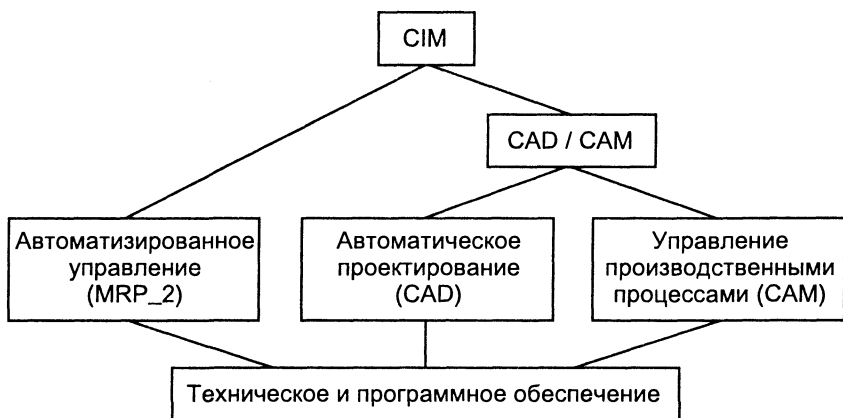 CIM
CAD / CAM
Автоматизированное
управление
(MRP_2)
Автоматическое
проектирование
(CAD)
Управление
производственными
процессами (CAM)
Техническое и программное обеспечение